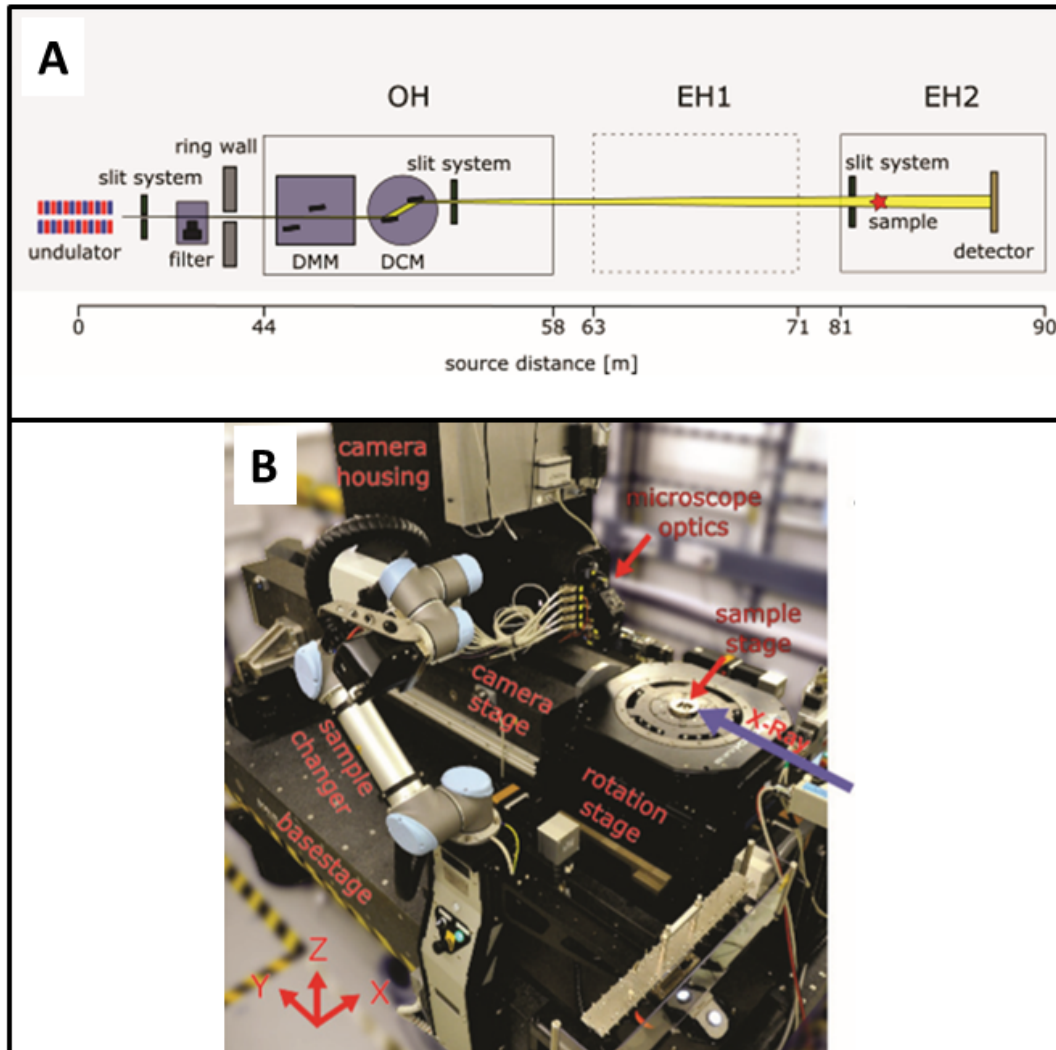 A
OH
EH1
EH2
ring wall
slit system
slit system
slit system
undulator
filter
DMM
DCM
sample
detector
0
44
58
63
71
81
90
source distance [m]
B
camera
housing
microscope
optics
sample
stage
camera
stage
X-Ray
sample
changer
rotation
stage
basestage
Z
Y
X